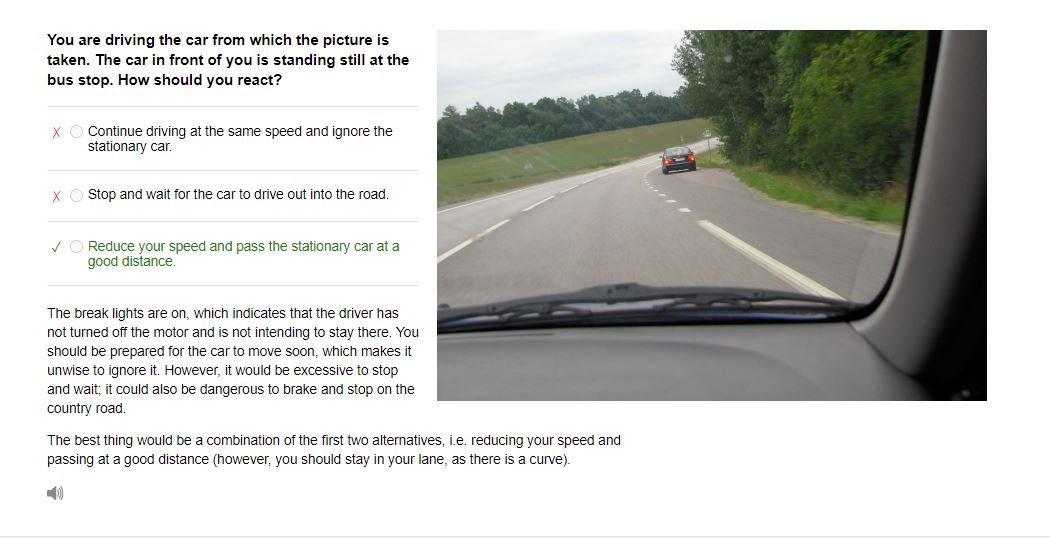 You are driving the car from which the picture is
taken. The car in front of you is standing still at the
bus stop. How should you react?
X Continue driving at the same speed and ignore the
stationary car.
X Stop and wait for the car to drive out into the road.
✓ Reduce your speed and pass the stationary car at a
good distance.
The break lights are on, which indicates that the driver has
not turned off the motor and is not intending to stay there. You
should be prepared for the car to move soon, which makes it
unwise to ignore it. However, it would be excessive to stop
and wait; it could also be dangerous to brake and stop on the
country road.
The best thing would be a combination of the first two alternatives, i.e. reducing your speed and
passing at a good distance (however, you should stay in your lane, as there is a curve).